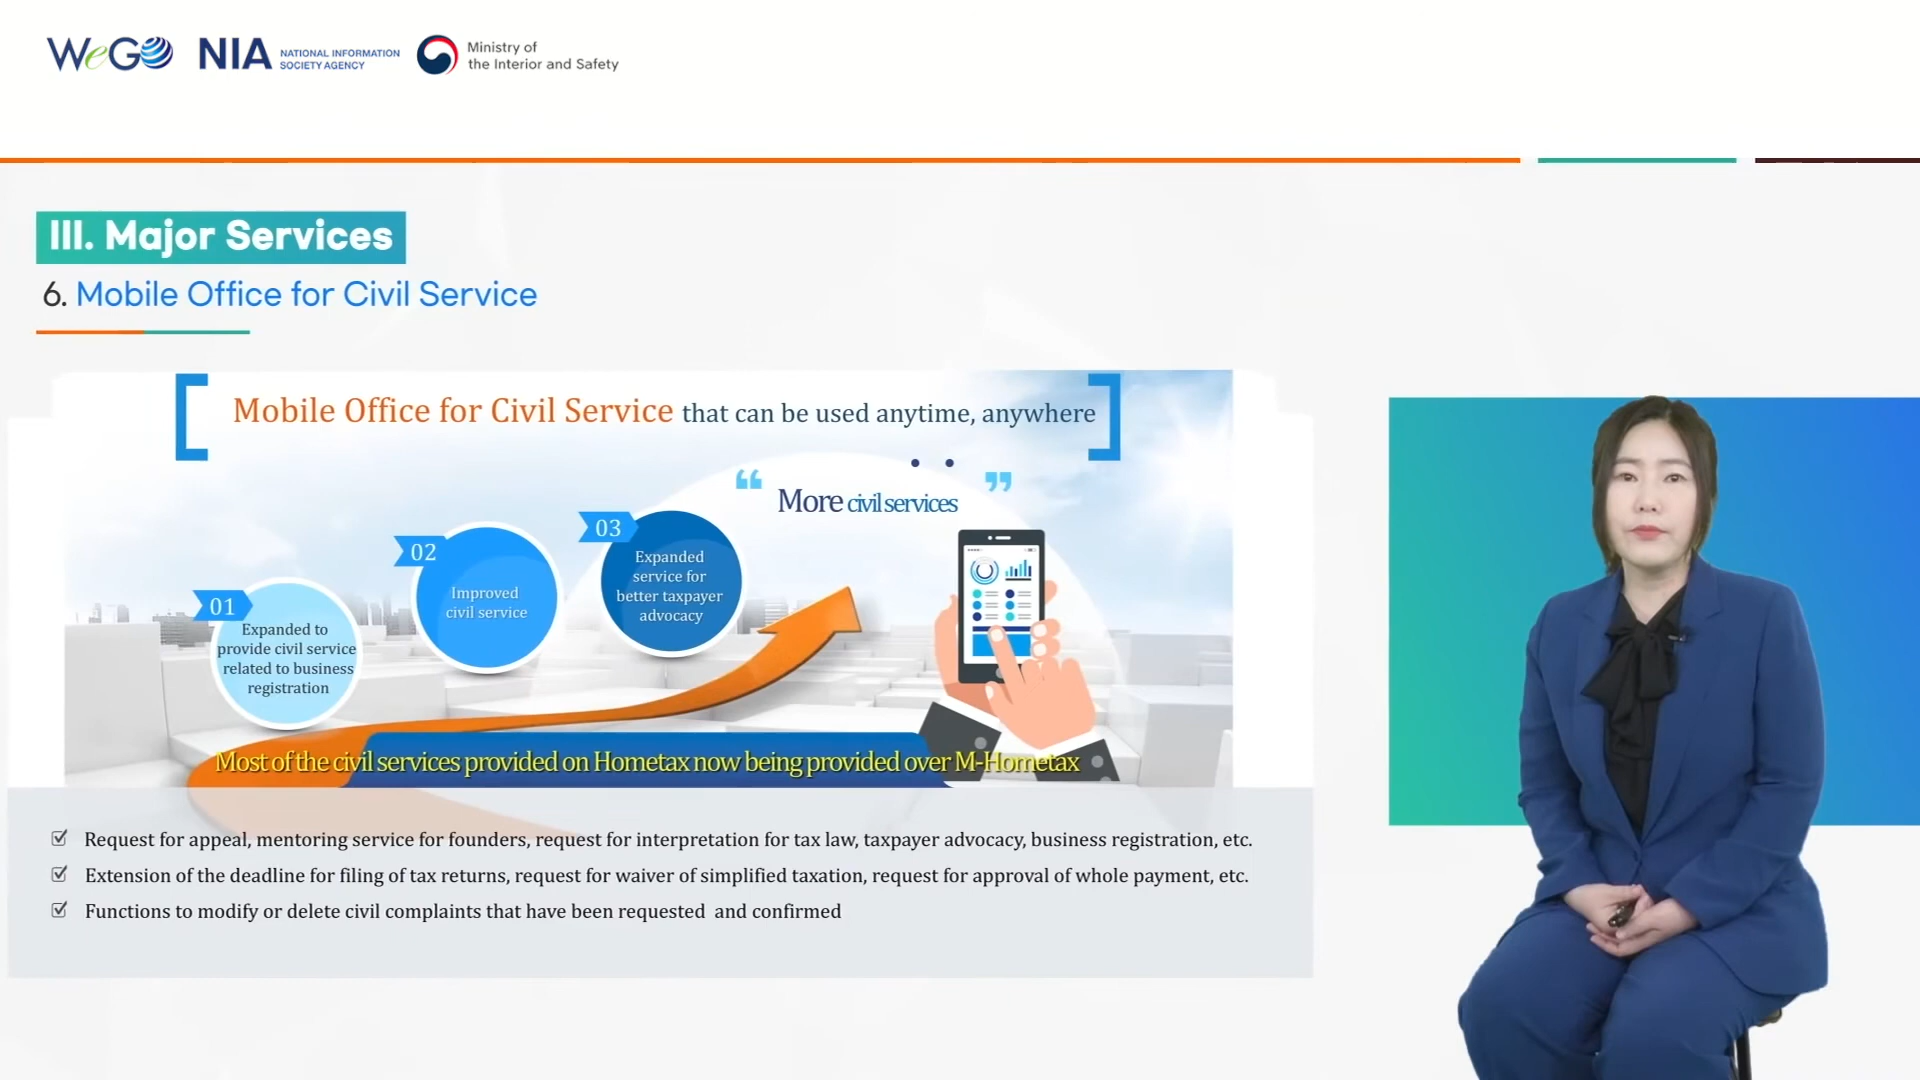 WeGO NIA NATIONAL INFORMATION
SOCIETY AGENCY
Ministry of
the Interior and Safety
III. Major Services
6. Mobile Office for Civil Service
Mobile Office for Civil Service that can be used anytime, anywhere
“ More civil services ”
01
Expanded to
provide civil service
related to business
registration
02
Improved
civil service
03
Expanded
service for
better taxpayer
advocacy
Most of the civil services provided on Hometax now being provided over M-Hometax
Request for appeal, mentoring service for founders, request for interpretation for tax law, taxpayer advocacy, business registration, etc.
Extension of the deadline for filing of tax returns, request for waiver of simplified taxation, request for approval of whole payment, etc.
Functions to modify or delete civil complaints that have been requested and confirmed